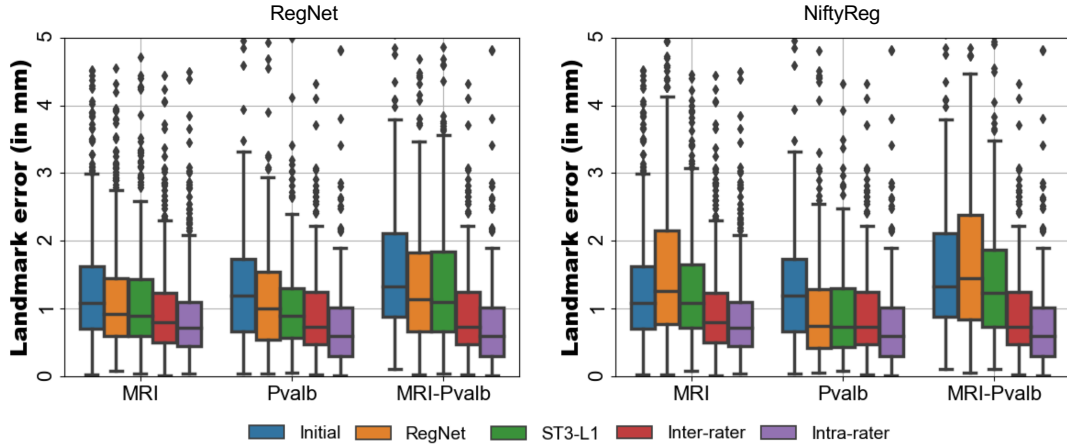 RegNet
NiftyReg
Landmark error (in mm)
5
4
3
2
1
0
MRI
Pvalb
MRI-Pvalb
Landmark error (in mm)
5
4
3
2
1
0
MRI
Pvalb
MRI-Pvalb
Initial
RegNet
ST3-L1
Inter-rater
Intra-rater